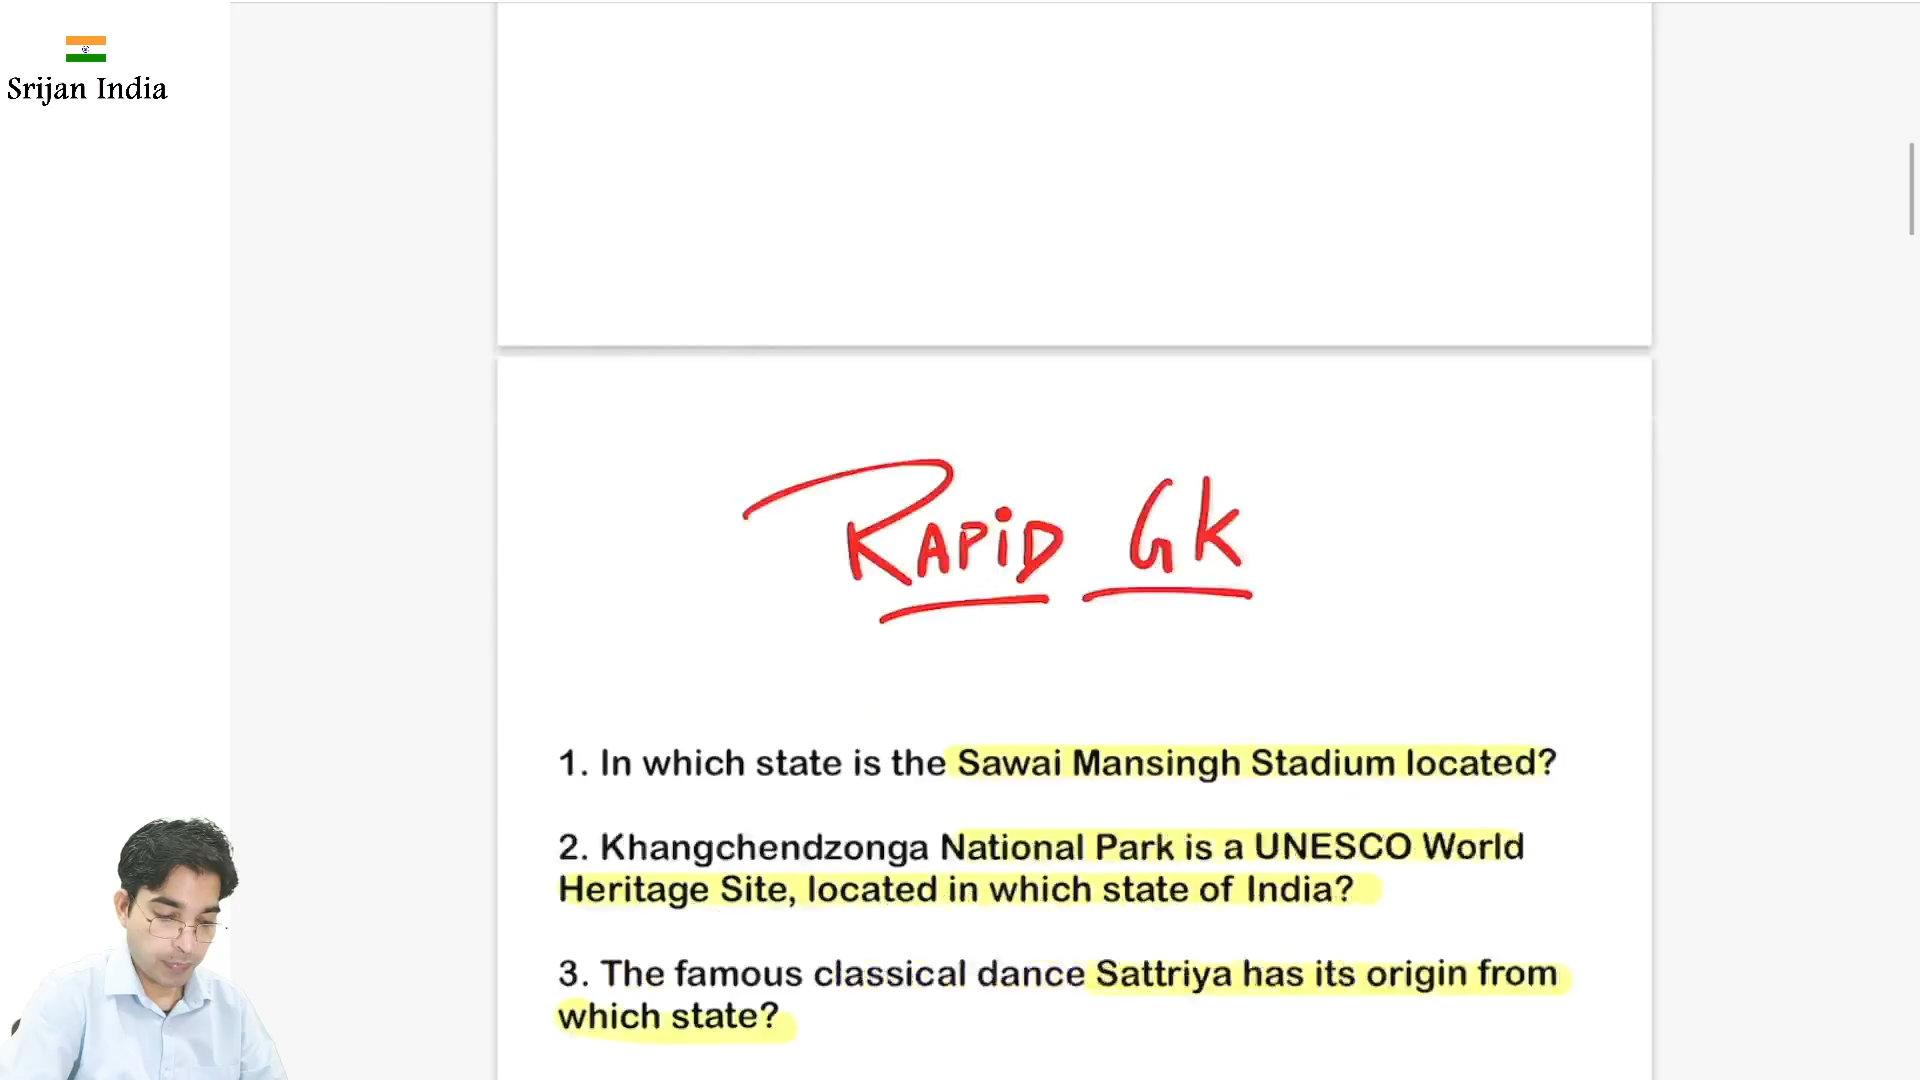 Srijan India
RAPiD GK
1. In which state is the Sawai Mansingh Stadium located?
2. Khangchendzonga National Park is a UNESCO World
Heritage Site, located in which state of India?
3. The famous classical dance Sattriya has its origin from
which state?